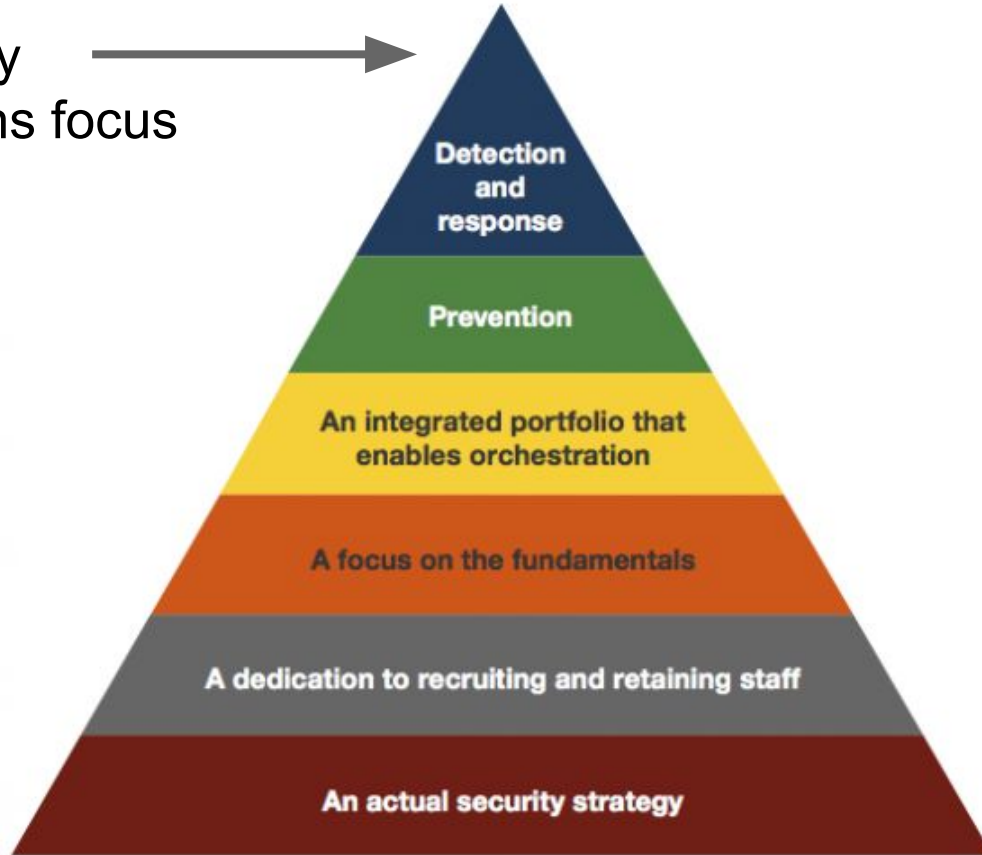 focus
Detection
and
response
Prevention
An integrated portfolio that
enables orchestration
A focus on the fundamentals
A dedication to recruiting and retaining staff
An actual security strategy